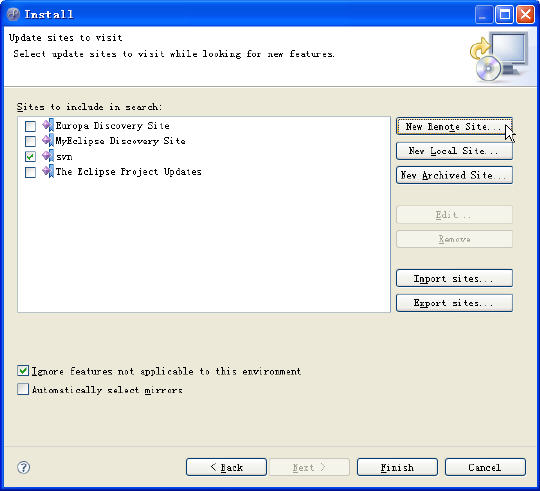 Install
Update sites to visit
Select update sites to visit while looking for new features.
Sites to include in search:
Europa Discovery Site
MyEclipse Discovery Site
svn
The Eclipse Project Updates
New Remote Site...
New Local Site...
New Archived Site...
Edit...
Remove
Import sites...
Export sites...
Ignore features not applicable to this environment
Automatically select mirrors
?
< Back
Next >
Finish
Cancel